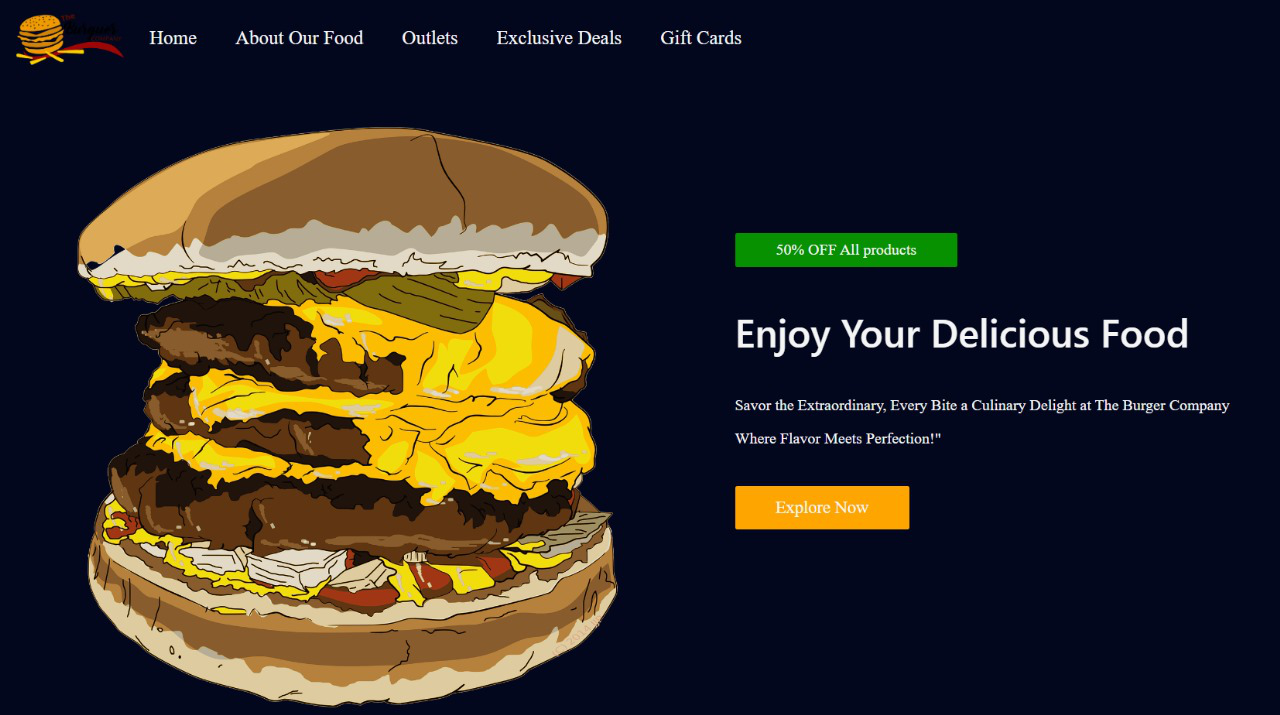 Home
About Our Food
Outlets
Exclusive Deals
Gift Cards
50% OFF All products
Enjoy Your Delicious Food
Savor the Extraordinary, Every Bite a Culinary Delight at The Burger Company
Where Flavor Meets Perfection!"
Explore Now